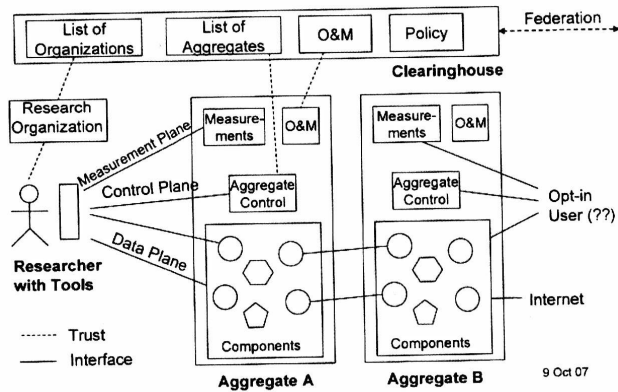 List of
Organizations
List of
Aggregates
O&M
Policy
Federation
Clearinghouse
Research
Organization
Measurement Plane
Measure-
ments
O&M
Measure-
ments
O&M
Control Plane
Aggregate
Control
Aggregate
Control
Opt-in
User (??)
Data Plane
Researcher
with Tools
Internet
Trust
Interface
Components
Components
Aggregate A
Aggregate B
9 Oct 07